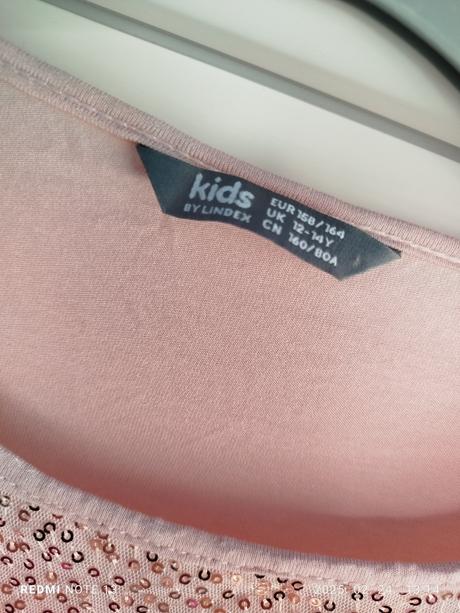 kids
BY LINDEX
EUR 158/164
UK 12-14Y
CN 160/80A
REDMI NOTE 13